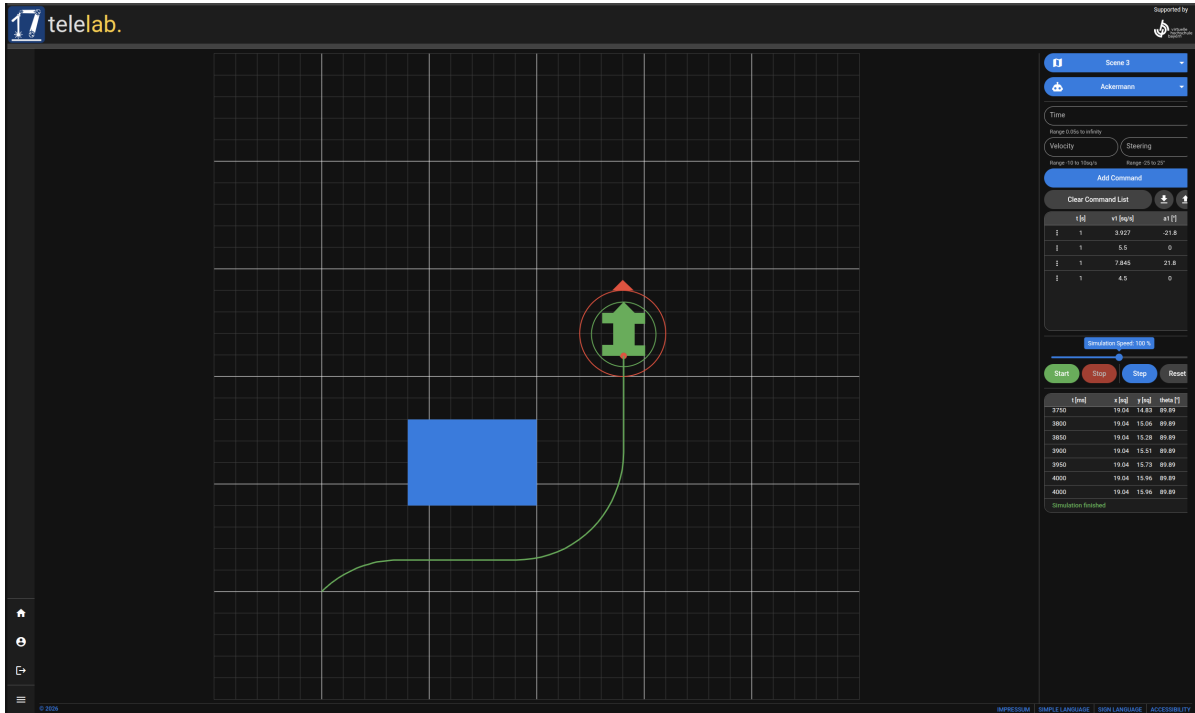 17 telelab.
Supported by
virtuelle
hochschule
bayern
Scene 3
Ackermann
Time
Range 0.05s to infinity
Velocity Steering
Range -10 to 10sq/s Range -25 to 25°
Add Command
Clear Command List
t [s] v1 [sq/s] a1 [°]
1 3.927 -21.8
1 5.5 0
1 7.845 21.8
1 4.5 0
Simulation Speed: 100 %
Start Stop Step Reset
t [ms] x [sq] y [sq] theta [°]
3750 19.04 14.83 89.89
3800 19.04 15.06 89.89
3850 19.04 15.28 89.89
3900 19.04 15.51 89.89
3950 19.04 15.73 89.89
4000 19.04 15.96 89.89
4000 19.04 15.96 89.89
Simulation finished
© 2026
IMPRESSUM SIMPLE LANGUAGE SIGN LANGUAGE ACCESSIBILITY